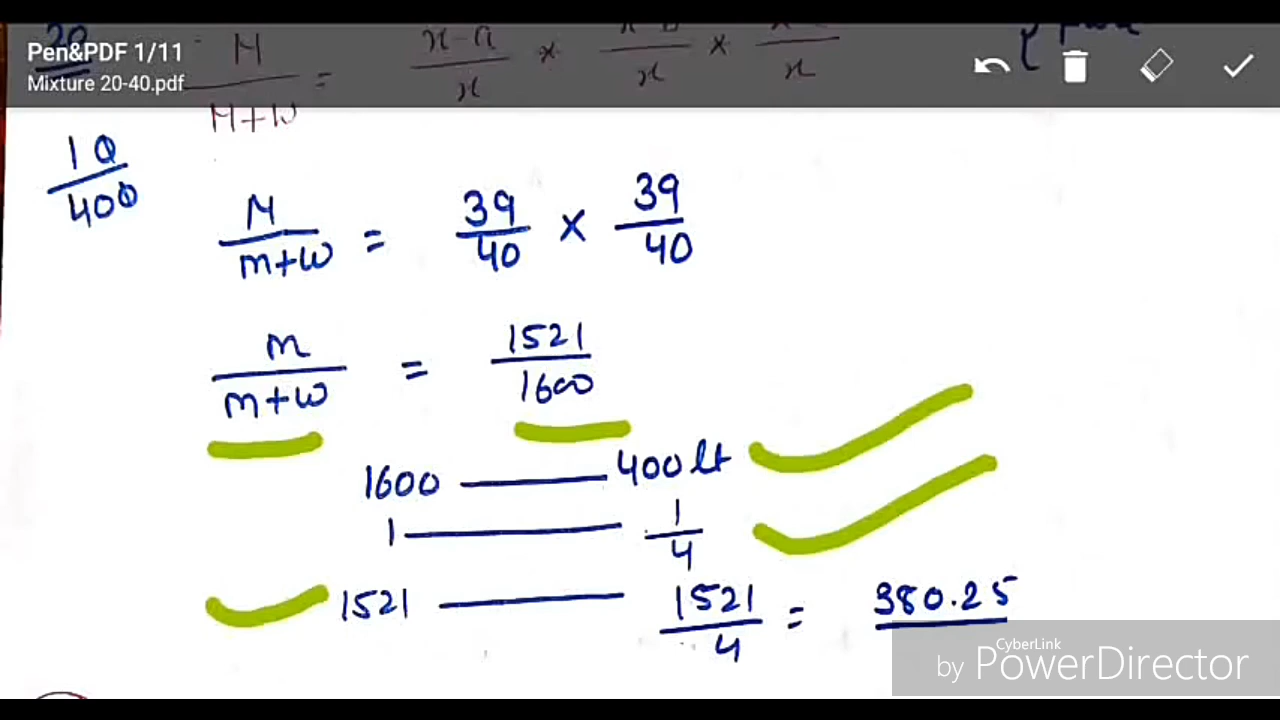 Pen&PDF 1/11
Mixture 20-40.pdf
20
M/M+W = x-a/x * /x × /x
10/400
M/m+w = 39/40 × 39/40
m/m+w = 1521/1600
1600 — 400 lt
1 — 1/4
1521 — 1521/4 = 380.25
CyberLink
by PowerDirector